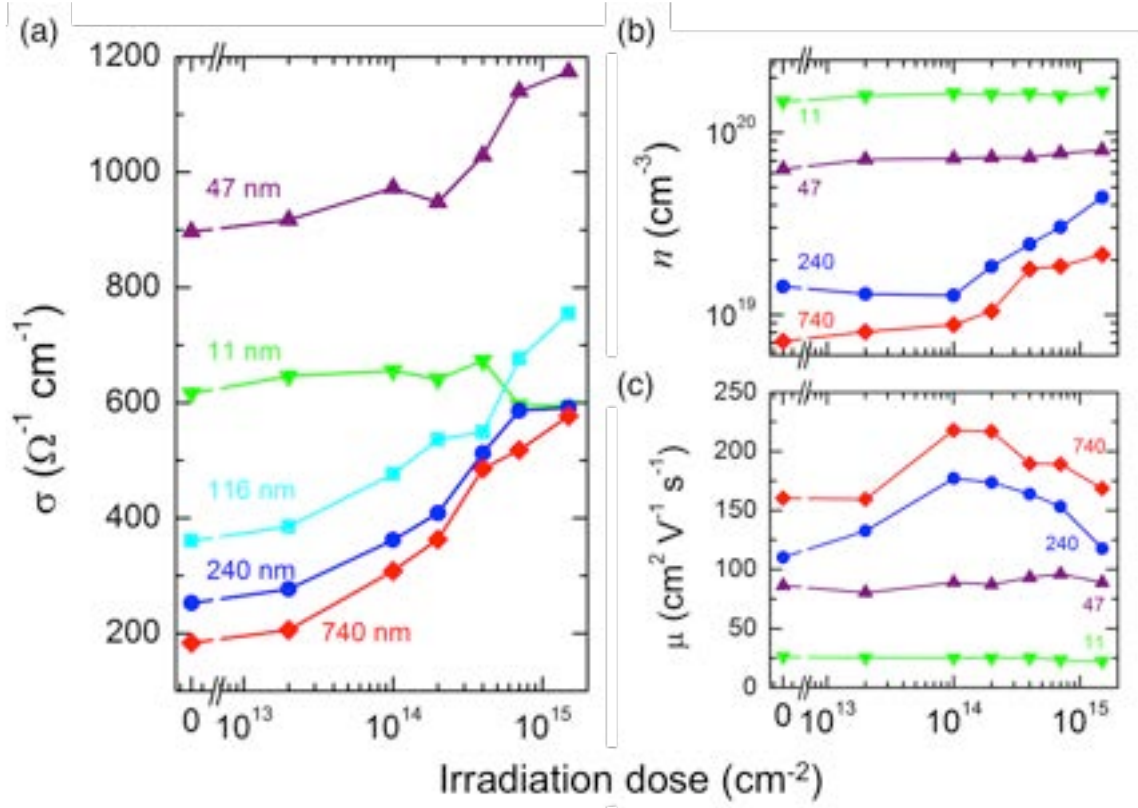 (a)
1200
1000
800
600
400
200
σ (Ω⁻¹ cm⁻¹)
47 nm
11 nm
116 nm
240 nm
740 nm
0 10¹³ 10¹⁴ 10¹⁵
(b)
10²⁰
10¹⁹
n (cm⁻³)
11
47
240
740
(c)
250
200
150
100
50
25
0
μ (cm² V⁻¹ s⁻¹)
740
240
47
11
0 10¹³ 10¹⁴ 10¹⁵
Irradiation dose (cm⁻²)